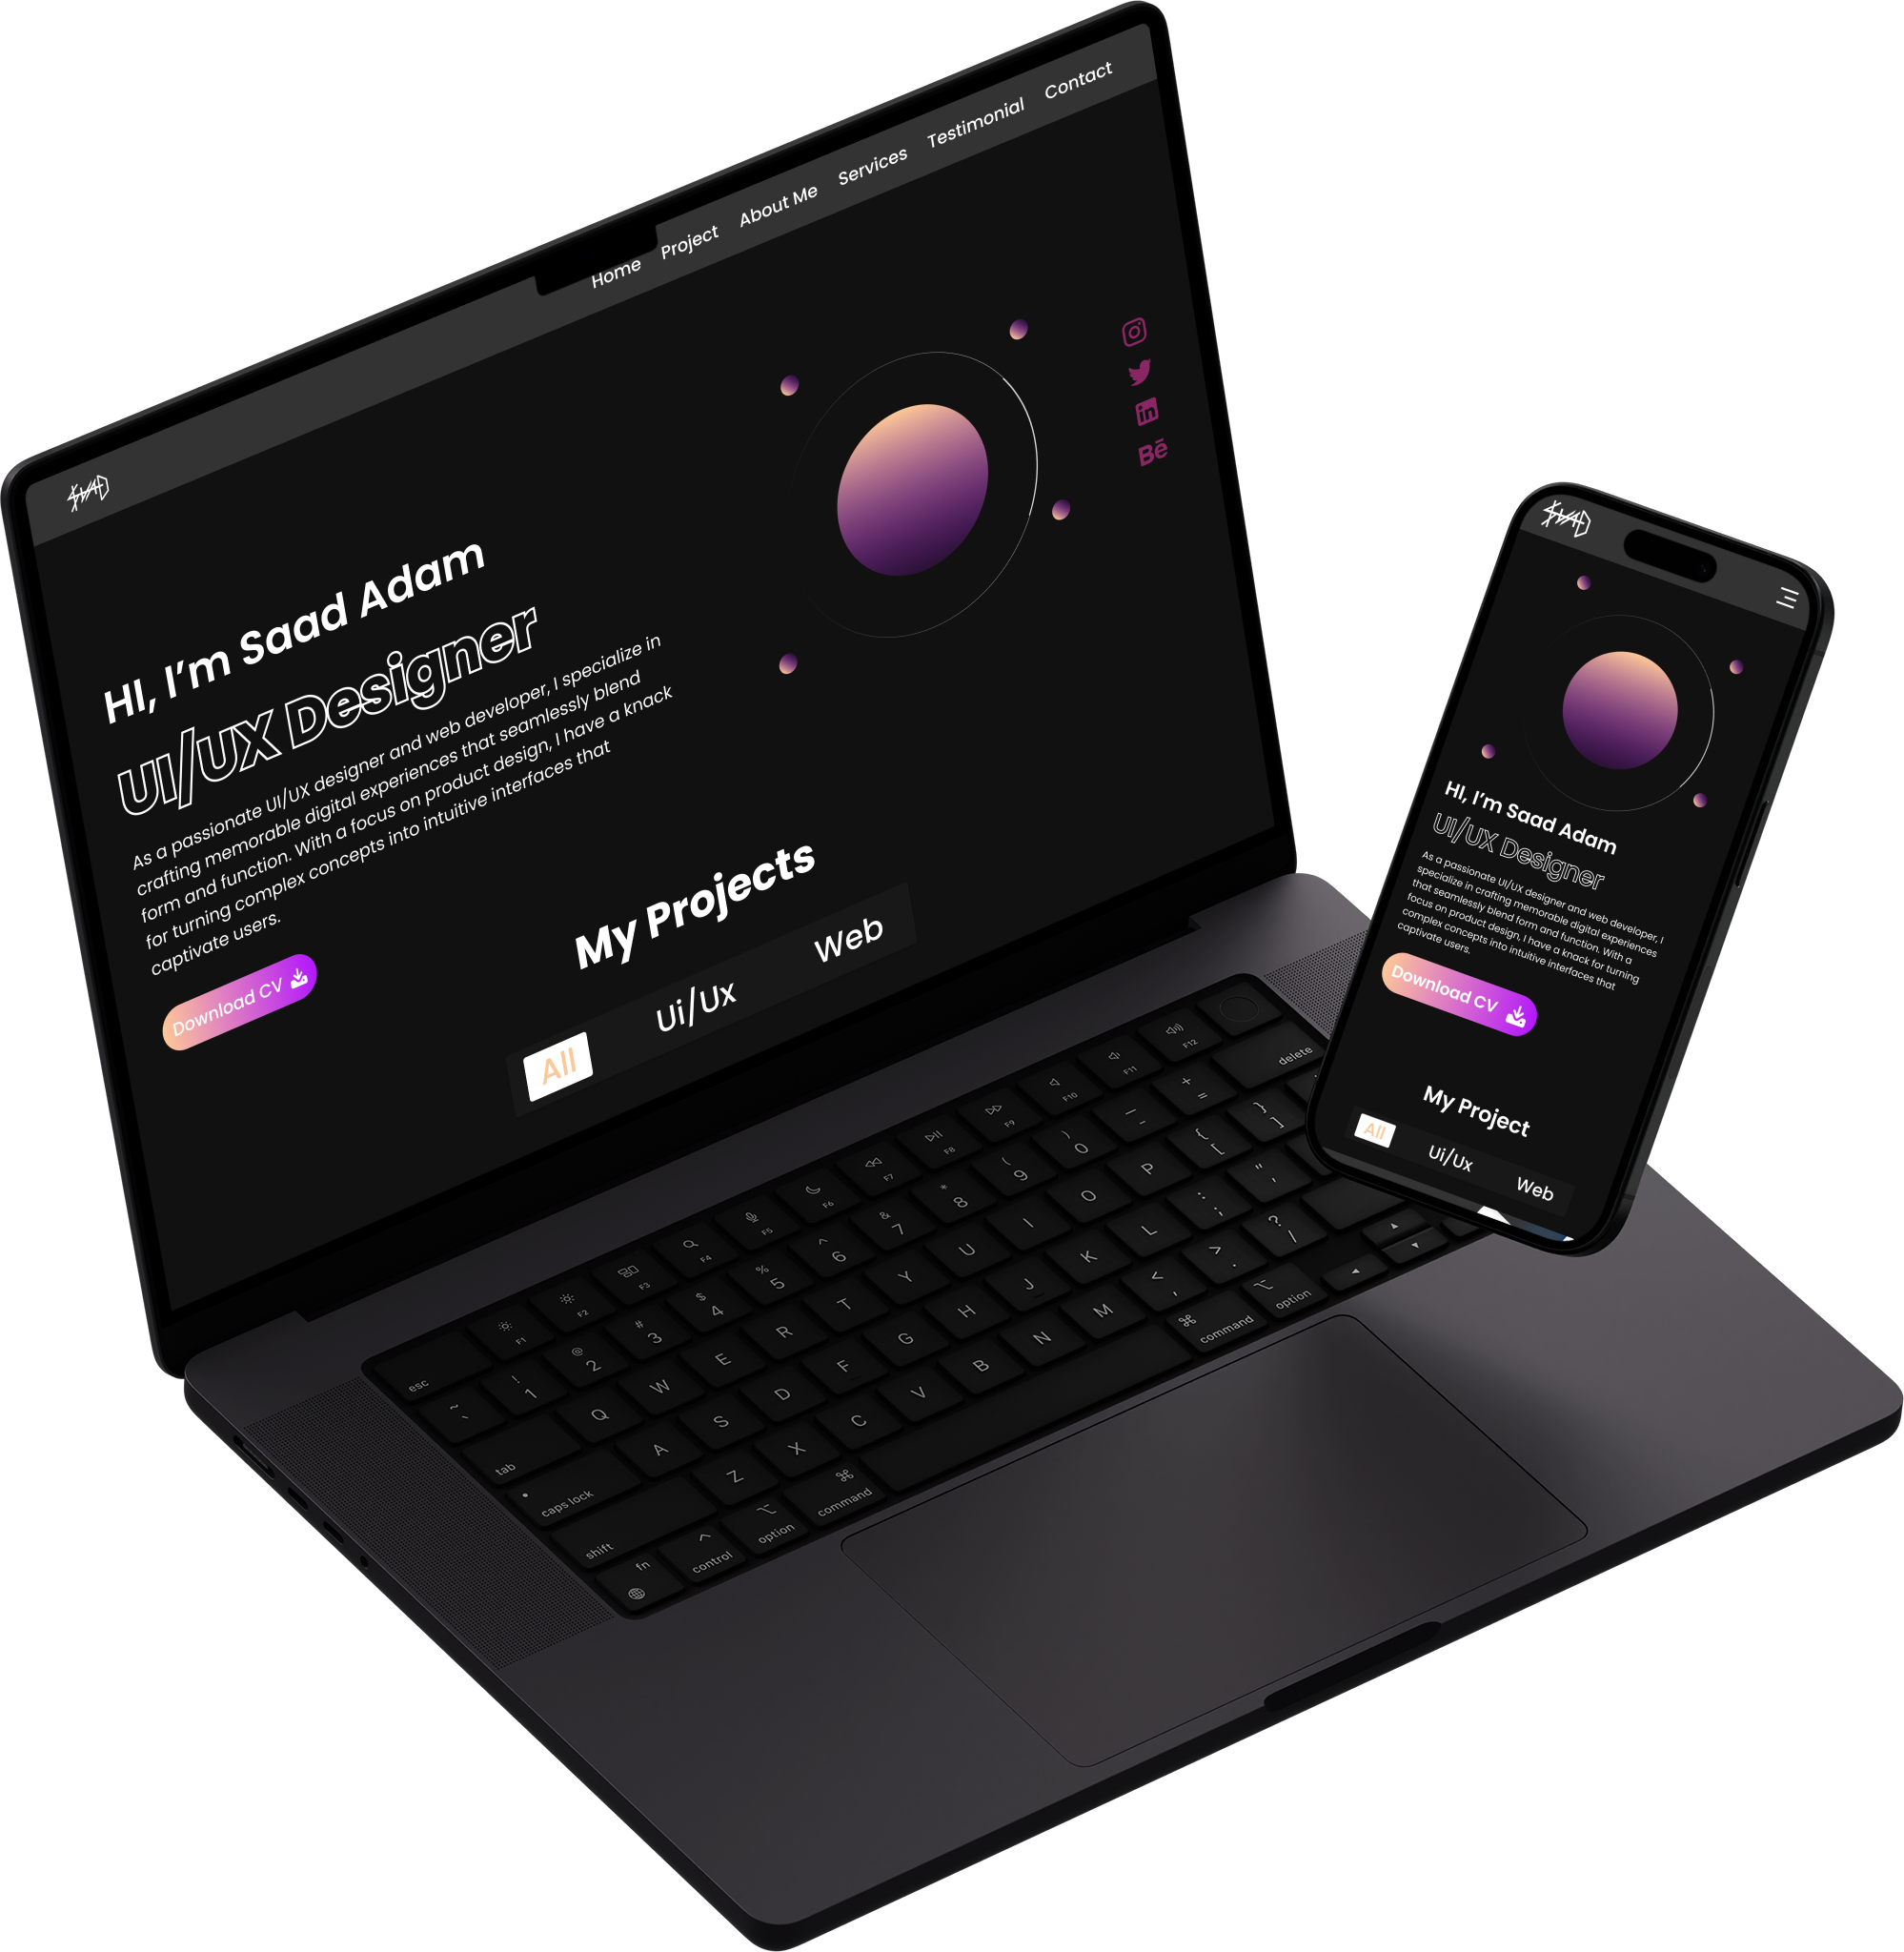 Home Project About Me Services Testimonial Contact
SAAD
HI, I'm Saad Adam
UI/UX Designer
As a passionate UI/UX designer and web developer, I specialize in
crafting memorable digital experiences that seamlessly blend
form and function. With a focus on product design, I have a knack
for turning complex concepts into intuitive interfaces that
captivate users.
Download CV
Bē
in
My Projects
All Ui/Ux Web
SAAD
HI, I'm Saad Adam
UI/UX Designer
As a passionate UI/UX designer and web developer, I
specialize in crafting memorable digital experiences
that seamlessly blend form and function. With a
focus on product design, I have a knack for turning
complex concepts into intuitive interfaces that
captivate users.
Download CV
My Project
All Ui/Ux Web
esc F1 F2 F3 F4 F5 F6 F7 F8 F9 F10 F11 F12
~ ` ! 1 @ 2 # 3 $ 4 % 5 ^ 6 & 7 * 8 ( 9 ) 0 — - + = delete
tab Q W E R T Y U I O P { [ } ]
caps lock A S D F G H J K L : ; " '
shift Z X C V B N M < , > . ? /
fn ^ control ⌥ option ⌘ command ⌘ command ⌥ option ◂ ▴ ▾